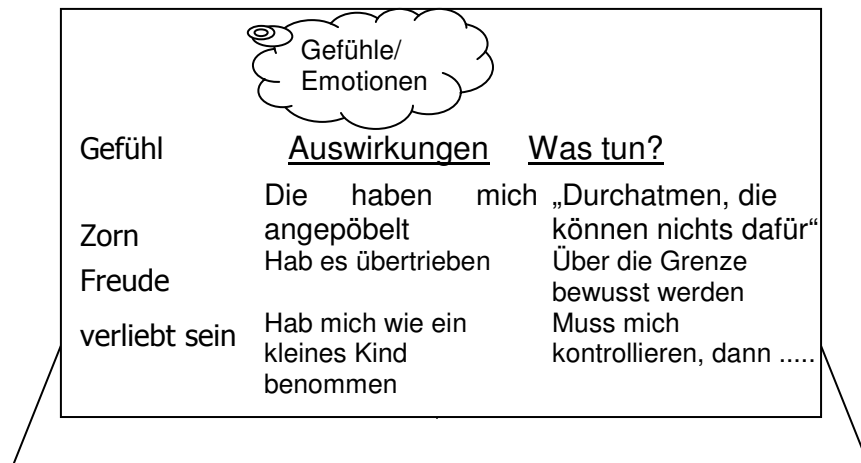 Gefühle/
Emotionen
Gefühl Auswirkungen Was tun?
Zorn
Die haben mich
angepöbelt
„Durchatmen, die
können nichts dafür“
Freude
Hab es übertrieben
Über die Grenze
bewusst werden
verliebt sein
Hab mich wie ein
kleines Kind
benommen
Muss mich
kontrollieren, dann .....